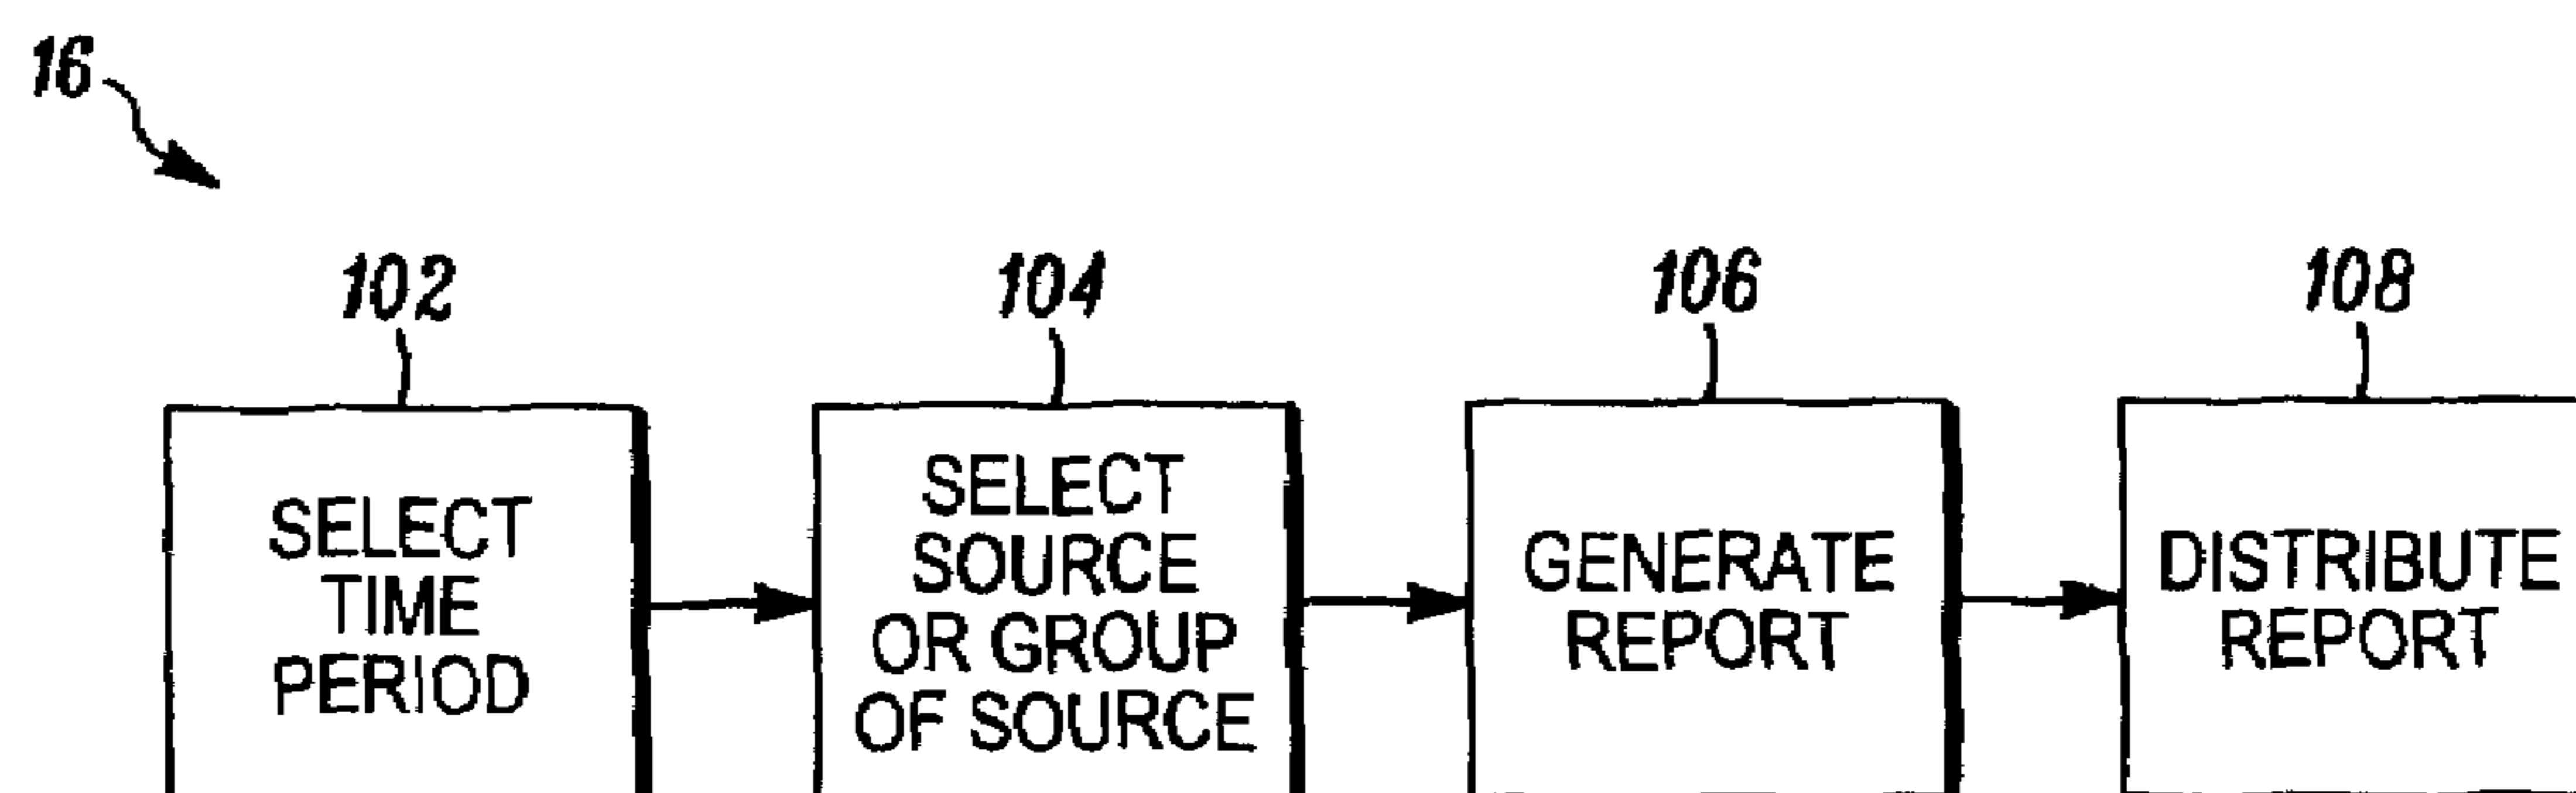 16
102
104
106
108
SELECT
TIME
PERIOD
SELECT
SOURCE
OR GROUP
OF SOURCE
GENERATE
REPORT
DISTRIBUTE
REPORT